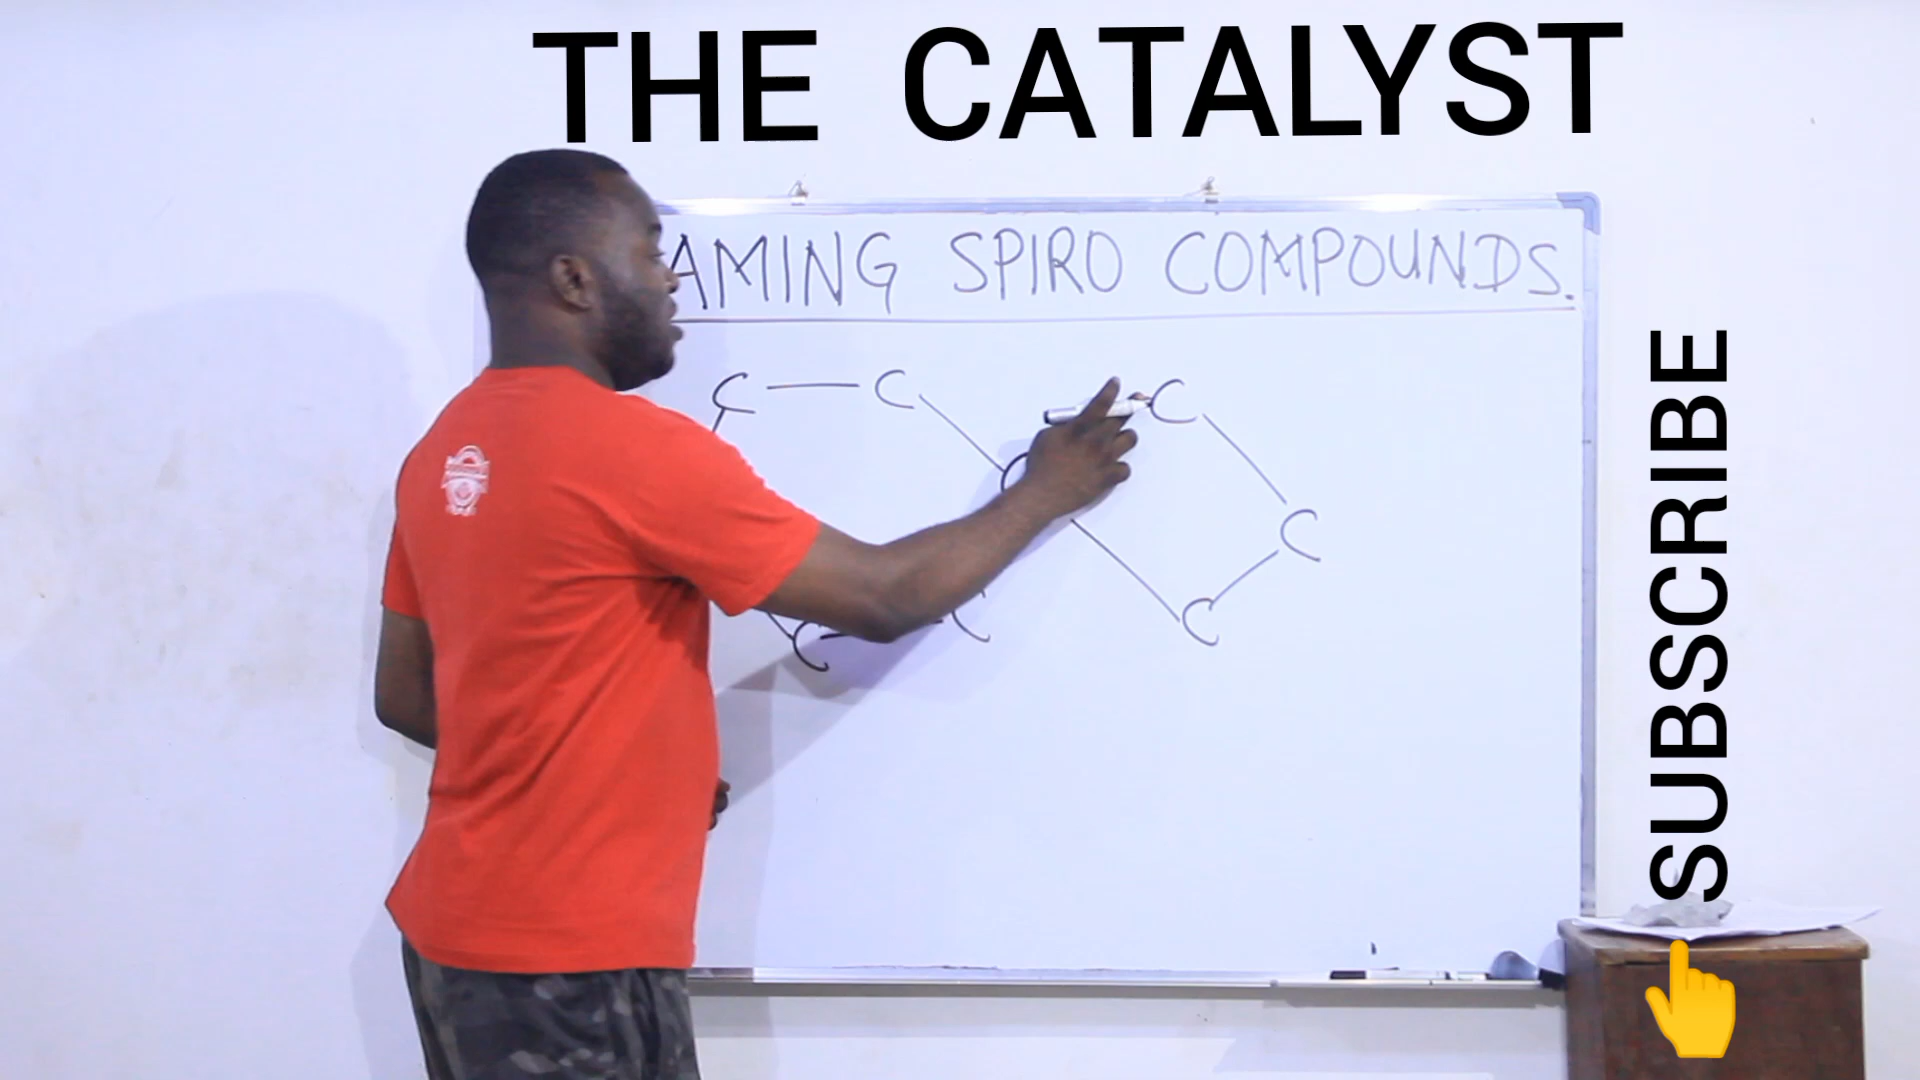 THE CATALYST
AMING SPIRO COMPOUNDS.
C C C
C
C
C C C
SUBSCRIBE